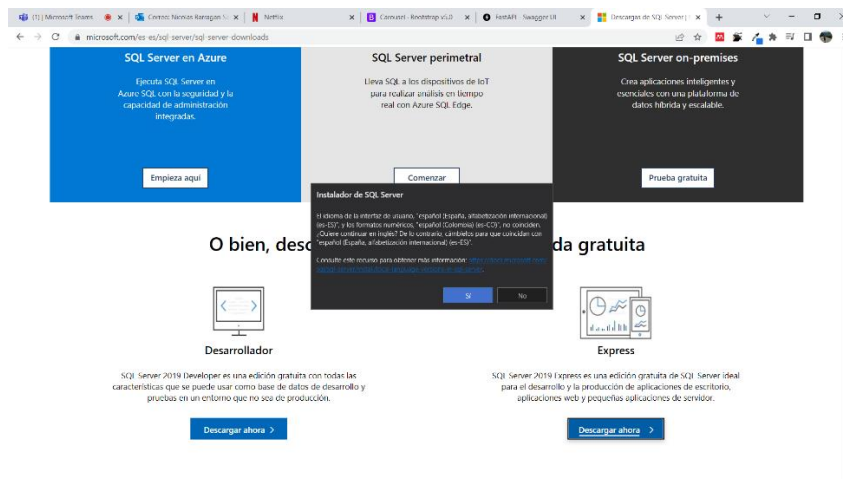 (1) | Microsoft Teams
Correo: Nicolas Barragan
Netflix
Carousel · Bootstrap v5.0
FastAPI - Swagger UI
Descargas de SQL Server |
microsoft.com/es-es/sql-server/sql-server-downloads
SQL Server en Azure
Ejecuta SQL Server en
Azure SQL con la seguridad y la
capacidad de administración
integradas.
Empieza aquí
SQL Server perimetral
Lleva SQL a los dispositivos de IoT
para realizar análisis en tiempo
real con Azure SQL Edge.
Comenzar
SQL Server on-premises
Crea aplicaciones inteligentes y
esenciales con una plataforma de
datos híbrida y escalable.
Prueba gratuita
Instalador de SQL Server
El idioma de la interfaz de usuario, "español (España, alfabetización internacional)
(es-ES)", y los formatos numéricos, "español (Colombia) (es-CO)", no coinciden.
¿Quiere continuar en inglés? De lo contrario, cámbielos para que coincidan con
"español (España, alfabetización internacional) (es-ES)".
Consulte este recurso para obtener más información:
Sí
No
O bien, desc
da gratuita
Desarrollador
SQL Server 2019 Developer es una edición gratuita con todas las
características que se puede usar como base de datos de desarrollo y
pruebas en un entorno que no sea de producción.
Descargar ahora
Express
SQL Server 2019 Express es una edición gratuita de SQL Server ideal
para el desarrollo y la producción de aplicaciones de escritorio,
aplicaciones web y pequeñas aplicaciones de servidor.
Descargar ahora